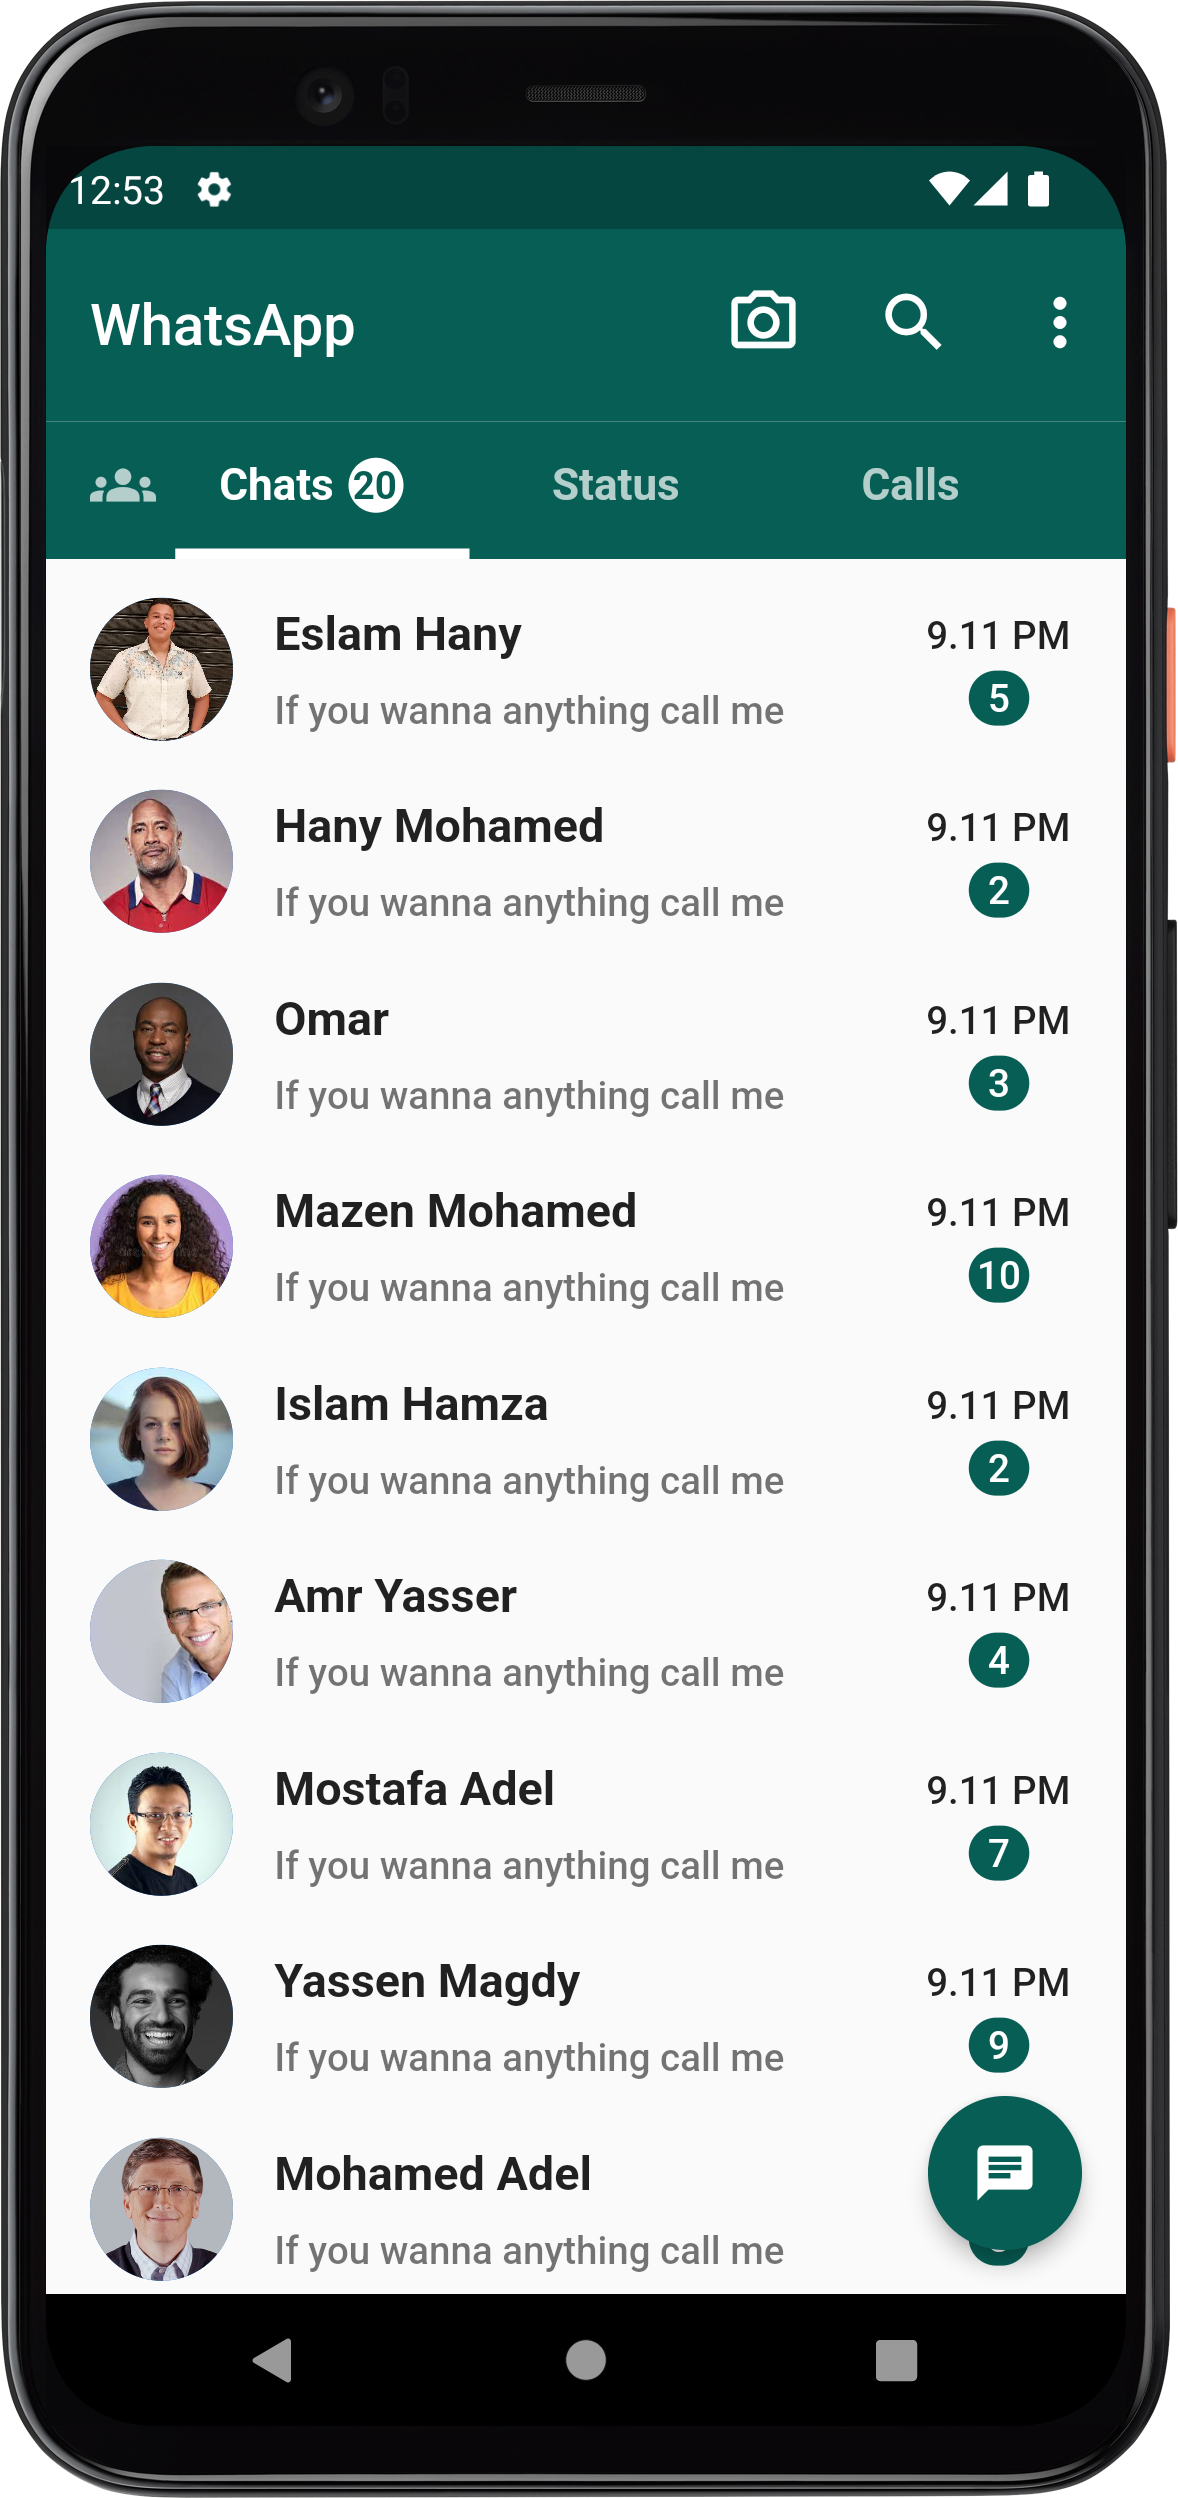 12:53
WhatsApp
Chats 20 Status Calls
Eslam Hany 9.11 PM
If you wanna anything call me 5
Hany Mohamed 9.11 PM
If you wanna anything call me 2
Omar 9.11 PM
If you wanna anything call me 3
Mazen Mohamed 9.11 PM
If you wanna anything call me 10
Islam Hamza 9.11 PM
If you wanna anything call me 2
Amr Yasser 9.11 PM
If you wanna anything call me 4
Mostafa Adel 9.11 PM
If you wanna anything call me 7
Yassen Magdy 9.11 PM
If you wanna anything call me 9
Mohamed Adel
If you wanna anything call me